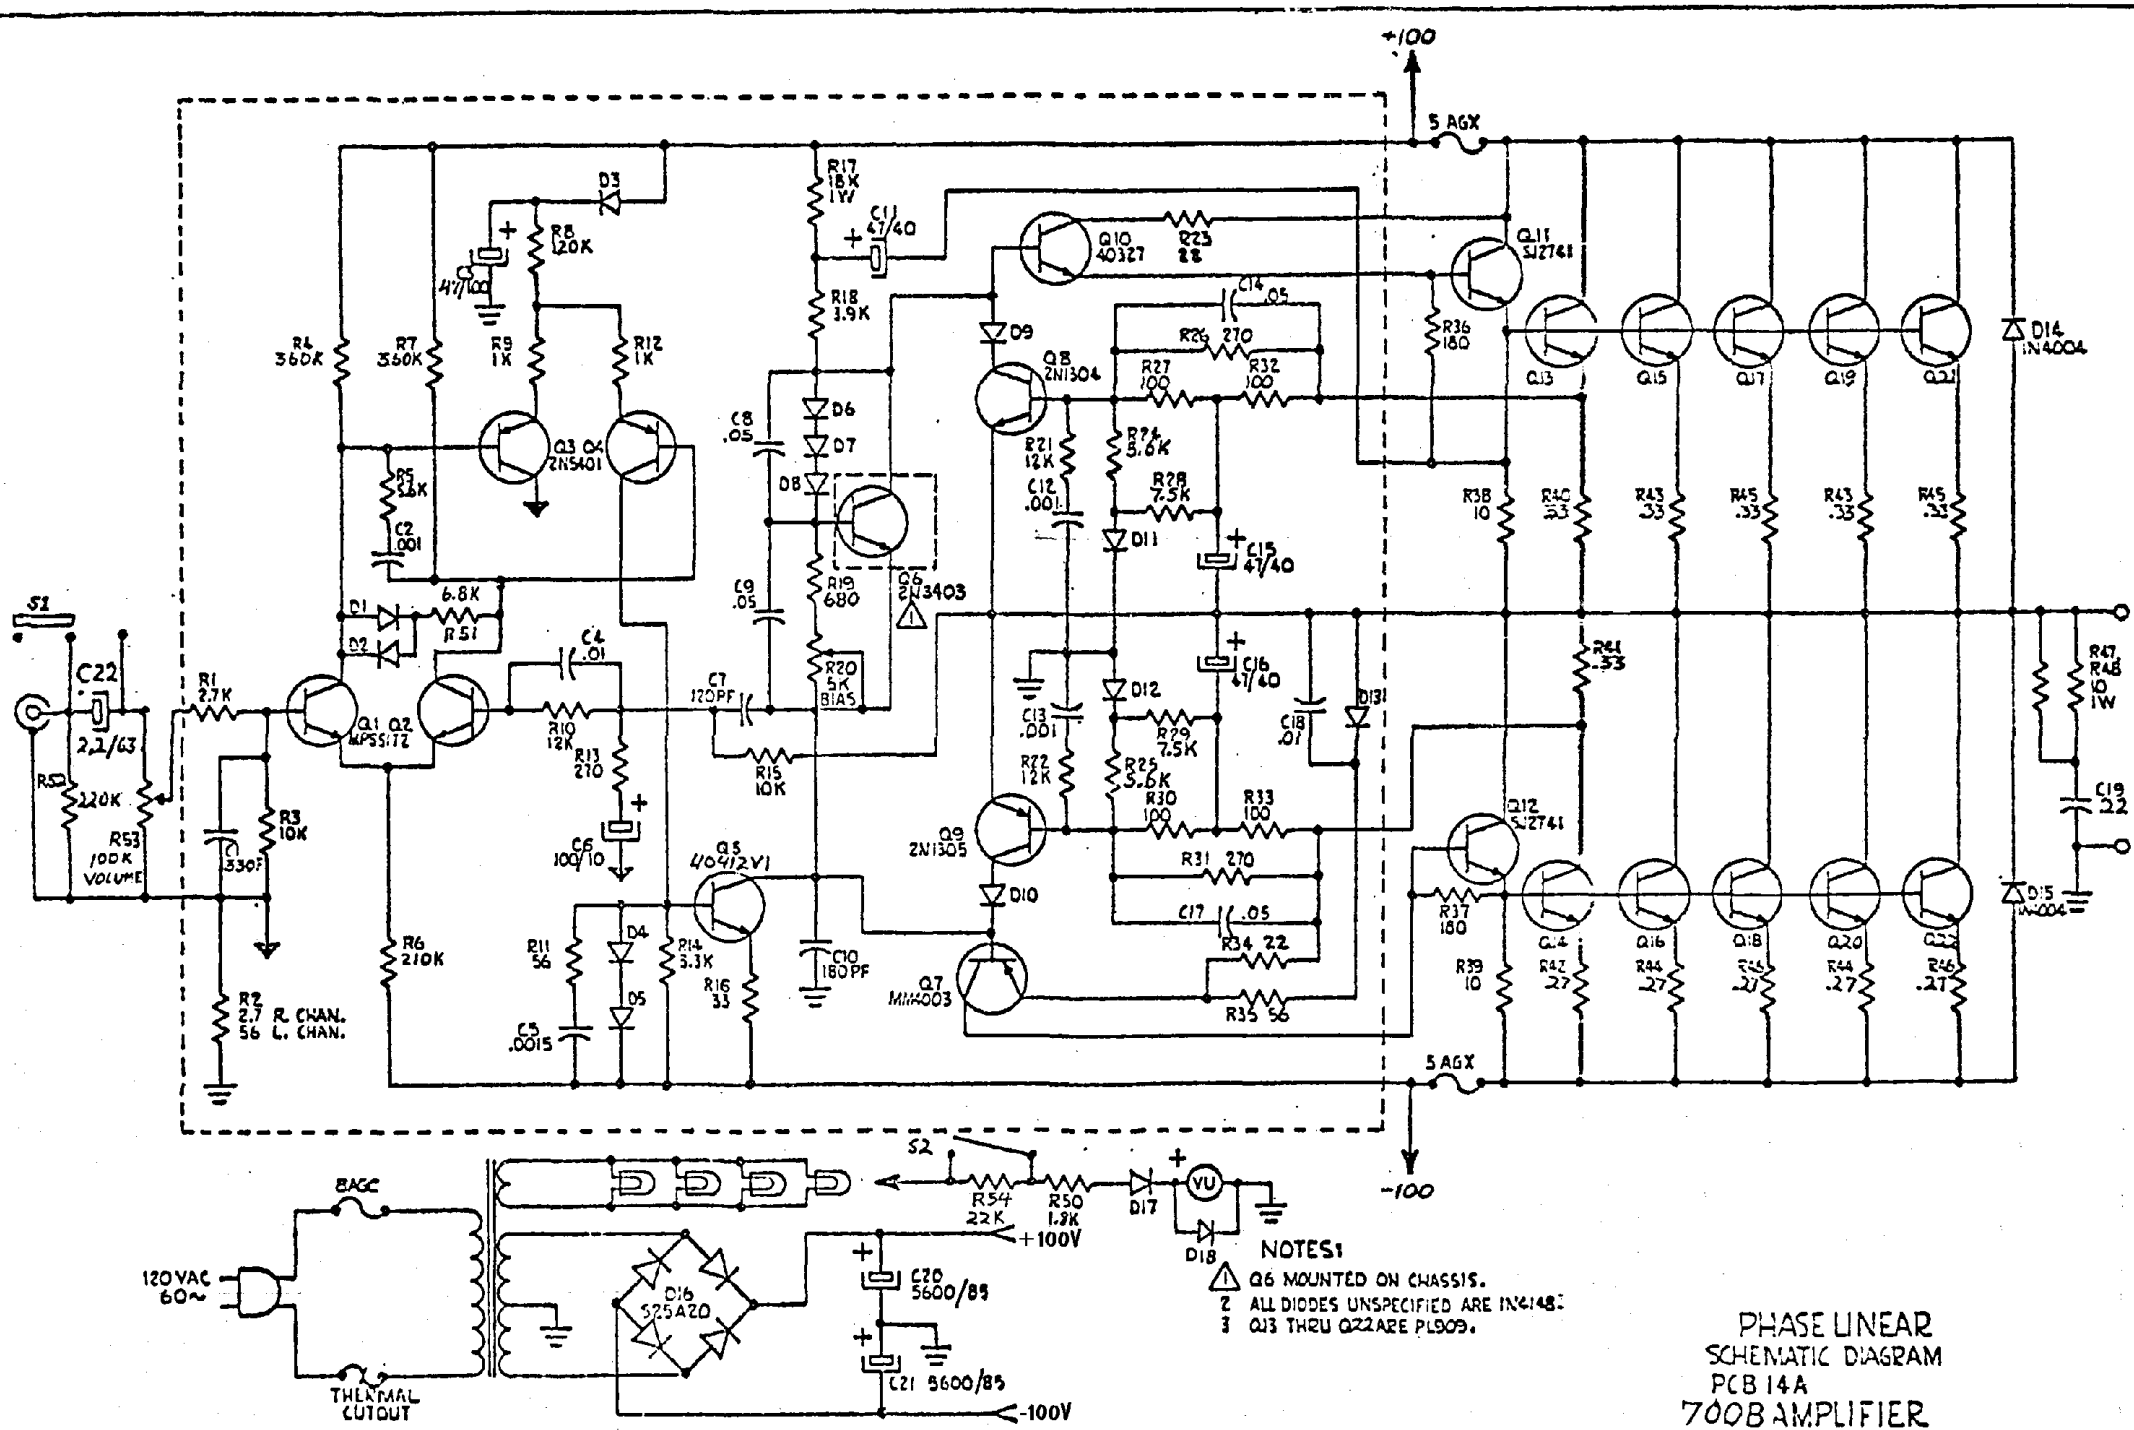 +100
5 AGX
R17
18K
1W
D3
C11
+ 47/40
R8
120K
+
47/100
Q10
40327
R23
22
Q11
SJ2741
C14
.05
R18
3.9K
D9
R36
180
D14
1N4004
R4
360K
R7
360K
R9
1K
R12
1K
Q8
2N1304
R26 270
R27
100
R32
100
Q13
Q15
Q17
Q19
Q21
D6
D7
D8
C8
.05
Q3 Q4
2N5401
R21
12K
R24
5.6K
R5
5.6K
C12
.001
R28
7.5K
C2
.001
R38
10
R40
.33
R43
.33
R45
.33
R43
.33
R45
.33
D11
+
C15
47/40
C9
.05
R19
680
Q6
2N3403
1
S1
D1
6.8K
R51
D2
C4
.01
+
C16
47/40
R41
.33
R47,
R48
10
1W
C22
2.2/63
R1
2.7K
R20
5K
BIAS
C7
120PF
D12
D13
C18
.01
C13
.001
Q1 Q2
MPS5172
R10
12K
R13
270
R29
7.5K
R22
12K
R25
5.6K
R15
10K
R52
220K
R53
100K
VOLUME
R3
10K
C1
330F
+
C6
100/10
R30
100
R33
100
Q12
SJ2741
C19
.22
Q9
2N1305
Q5
40412V1
R31 270
D10
C17 .05
R37
180
D15
1N4004
R6
210K
R11
56
D4
R14
3.3K
C10
180PF
R34 22
Q14
Q16
Q18
Q20
Q22
Q7
MM4003
R16
33
R39
10
R42
.27
R44
.27
R46
.27
R44
.27
R46
.27
R35 56
R2
2.7 R. CHAN.
56 L. CHAN.
C5
.0015
D5
5 AGX
-100
S2
8AGC
R54
22K
R50
1.8K
D17
+
VU
D18
+100V
120 VAC
60~
D16
S25A20
+
C20
5600/85
+
C21 5600/85
-100V
THERMAL
CUTOUT
NOTES:
1 Q6 MOUNTED ON CHASSIS.
2 ALL DIODES UNSPECIFIED ARE 1N4148.
3 Q13 THRU Q22 ARE PL909.
PHASE LINEAR
SCHEMATIC DIAGRAM
PCB 14A
700B AMPLIFIER